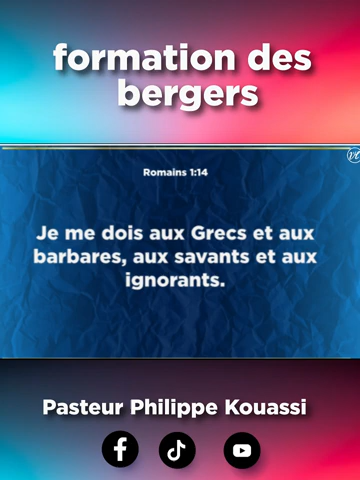 formation des
bergers
Romains 1:14
Je me dois aux Grecs et aux
barbares, aux savants et aux
ignorants.
Pasteur Philippe Kouassi